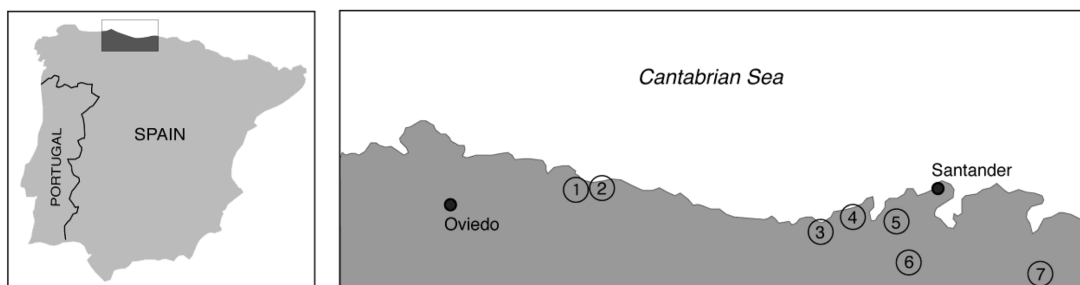 SPAIN
PORTUGAL
Cantabrian Sea
Santander
Oviedo
1
2
3
4
5
6
7